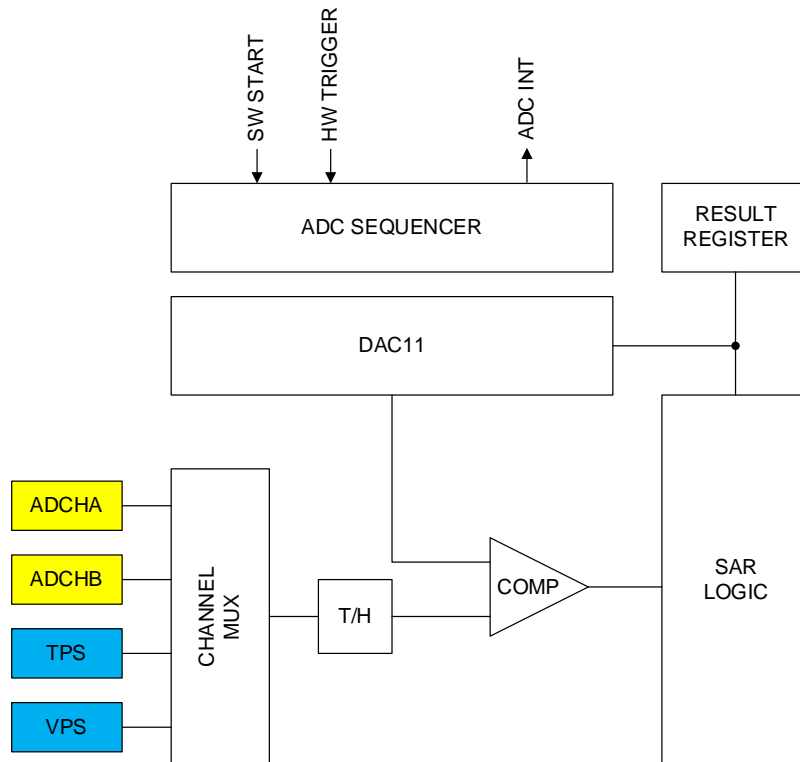 SW START
HW TRIGGER
ADC INT
ADC SEQUENCER
RESULT
REGISTER
DAC11
ADCHA
ADCHB
TPS
VPS
CHANNEL
MUX
T/H
COMP
SAR
LOGIC